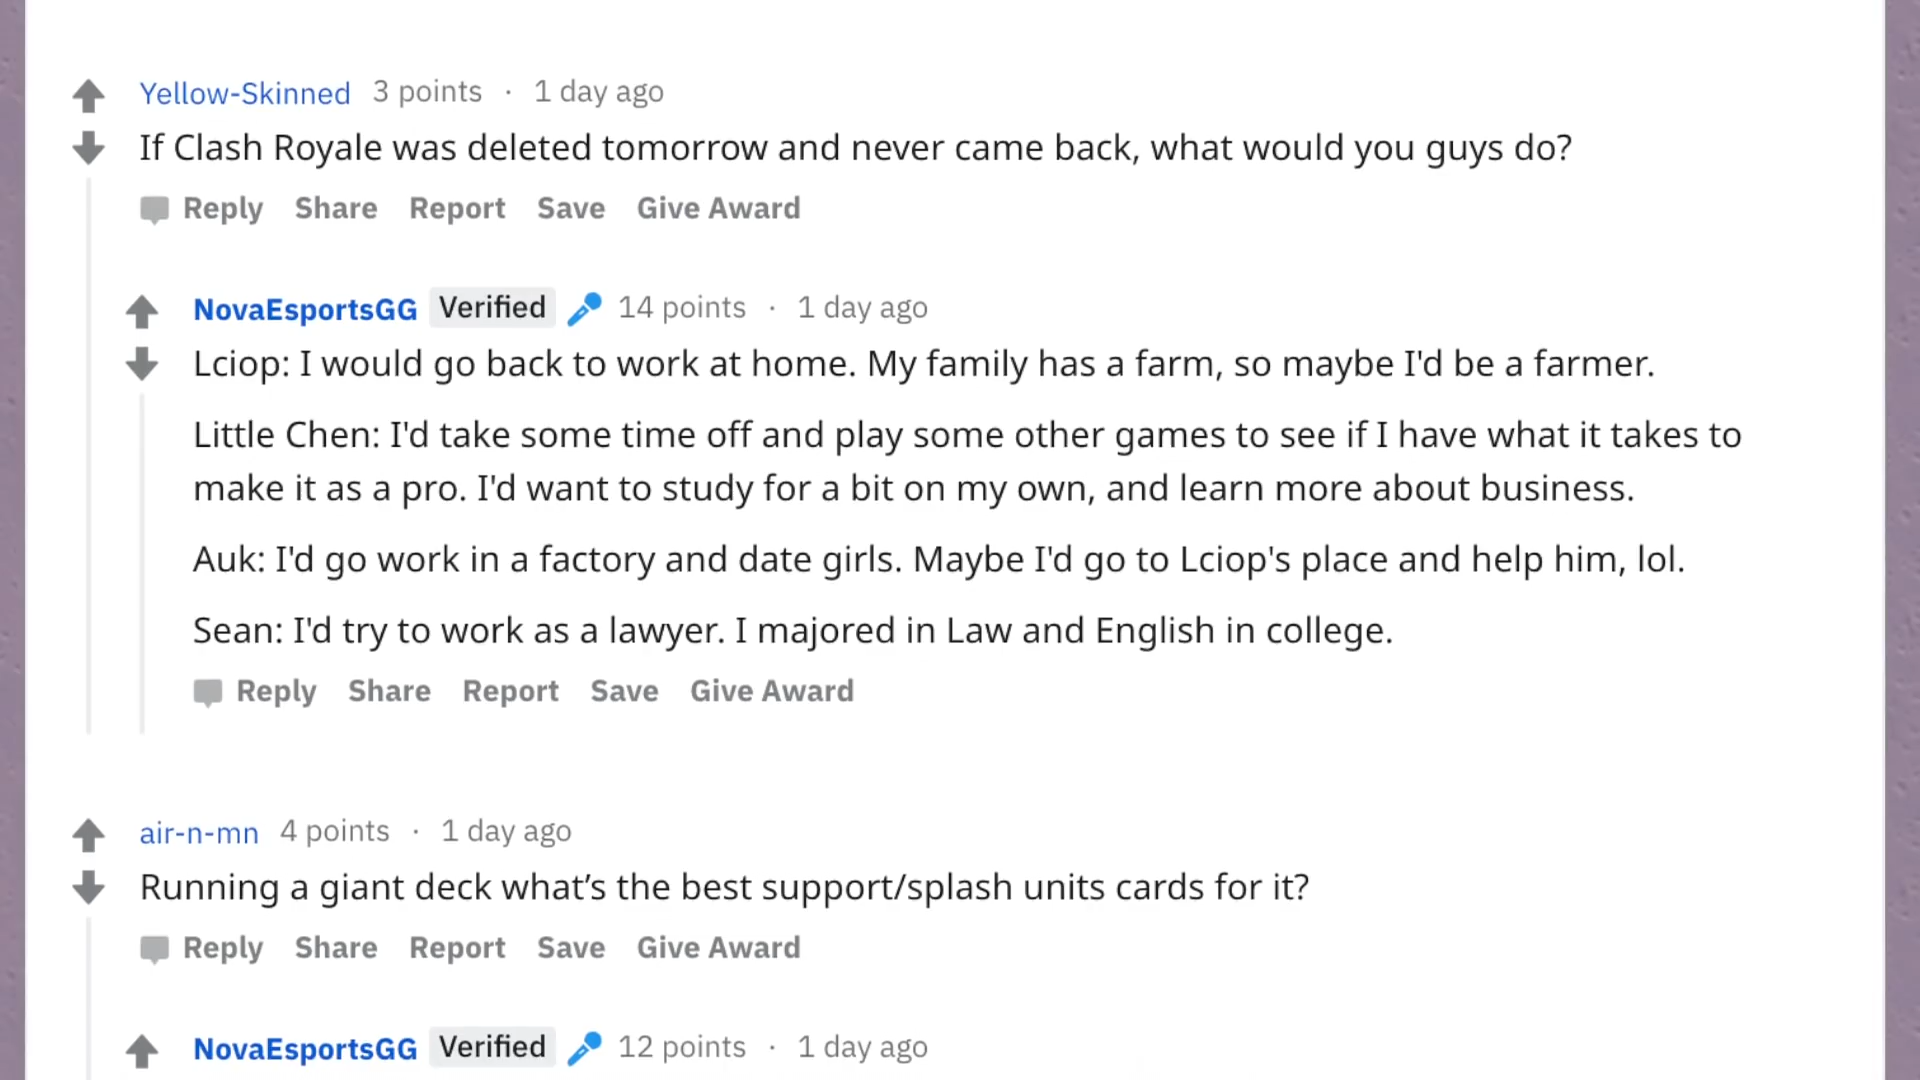 Yellow-Skinned 3 points · 1 day ago
If Clash Royale was deleted tomorrow and never came back, what would you guys do?
Reply Share Report Save Give Award
NovaEsportsGG Verified 14 points · 1 day ago
Lciop: I would go back to work at home. My family has a farm, so maybe I'd be a farmer.
Little Chen: I'd take some time off and play some other games to see if I have what it takes to
make it as a pro. I'd want to study for a bit on my own, and learn more about business.
Auk: I'd go work in a factory and date girls. Maybe I'd go to Lciop's place and help him, lol.
Sean: I'd try to work as a lawyer. I majored in Law and English in college.
Reply Share Report Save Give Award
air-n-mn 4 points · 1 day ago
Running a giant deck what’s the best support/splash units cards for it?
Reply Share Report Save Give Award
NovaEsportsGG Verified 12 points · 1 day ago